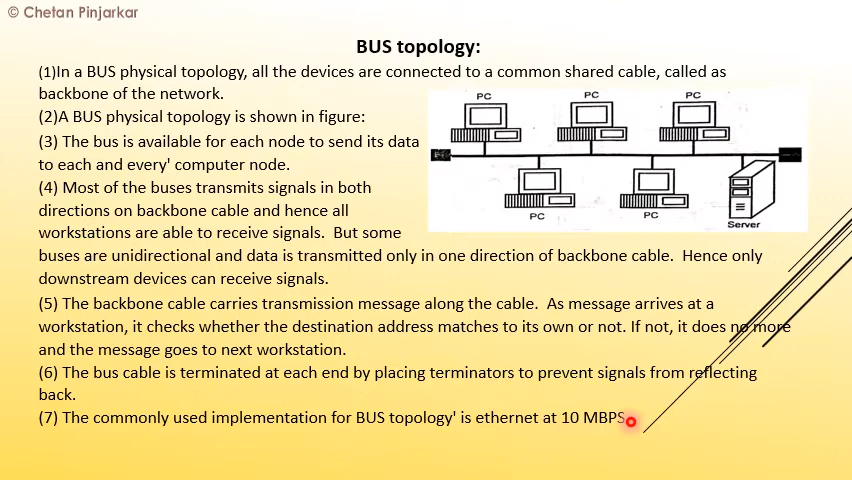 © Chetan Pinjarkar
BUS topology:
(1)In a BUS physical topology, all the devices are connected to a common shared cable, called as
backbone of the network.
(2)A BUS physical topology is shown in figure:
(3) The bus is available for each node to send its data
to each and every' computer node.
(4) Most of the buses transmits signals in both
directions on backbone cable and hence all
workstations are able to receive signals. But some
buses are unidirectional and data is transmitted only in one direction of backbone cable. Hence only
downstream devices can receive signals.
(5) The backbone cable carries transmission message along the cable. As message arrives at a
workstation, it checks whether the destination address matches to its own or not. If not, it does no more
and the message goes to next workstation.
(6) The bus cable is terminated at each end by placing terminators to prevent signals from reflecting
back.
(7) The commonly used implementation for BUS topology' is ethernet at 10 MBPS
PC
PC
PC
PC
PC
Server